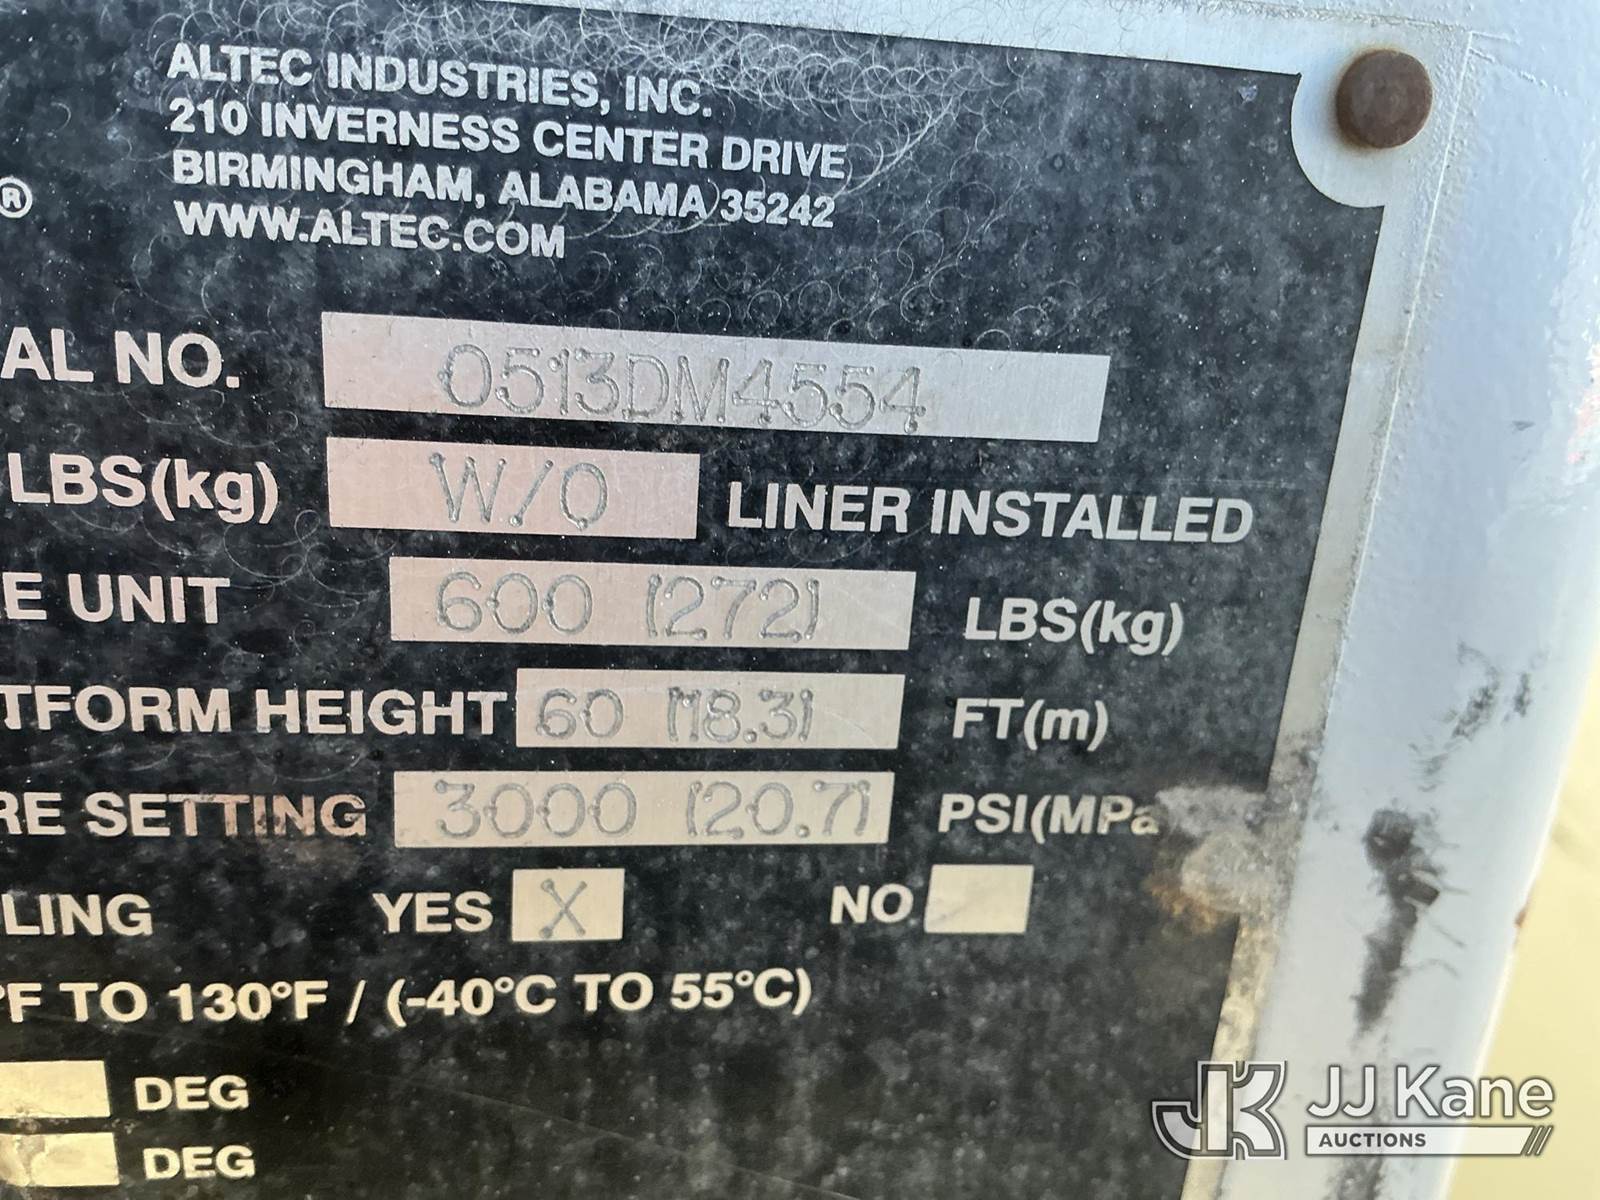 ALTEC INDUSTRIES, INC.
210 INVERNESS CENTER DRIVE
BIRMINGHAM, ALABAMA 35242
®
WWW.ALTEC.COM
AL NO. 0513DM4554
LBS(kg) W/O LINER INSTALLED
E UNIT 600 (272) LBS(kg)
TFORM HEIGHT 60 (18.3) FT(m)
RE SETTING 3000 (20.7) PSI(MPa
LING YES X NO
°F TO 130°F / (-40°C TO 55°C)
DEG
DEG
JK JJ Kane
AUCTIONS